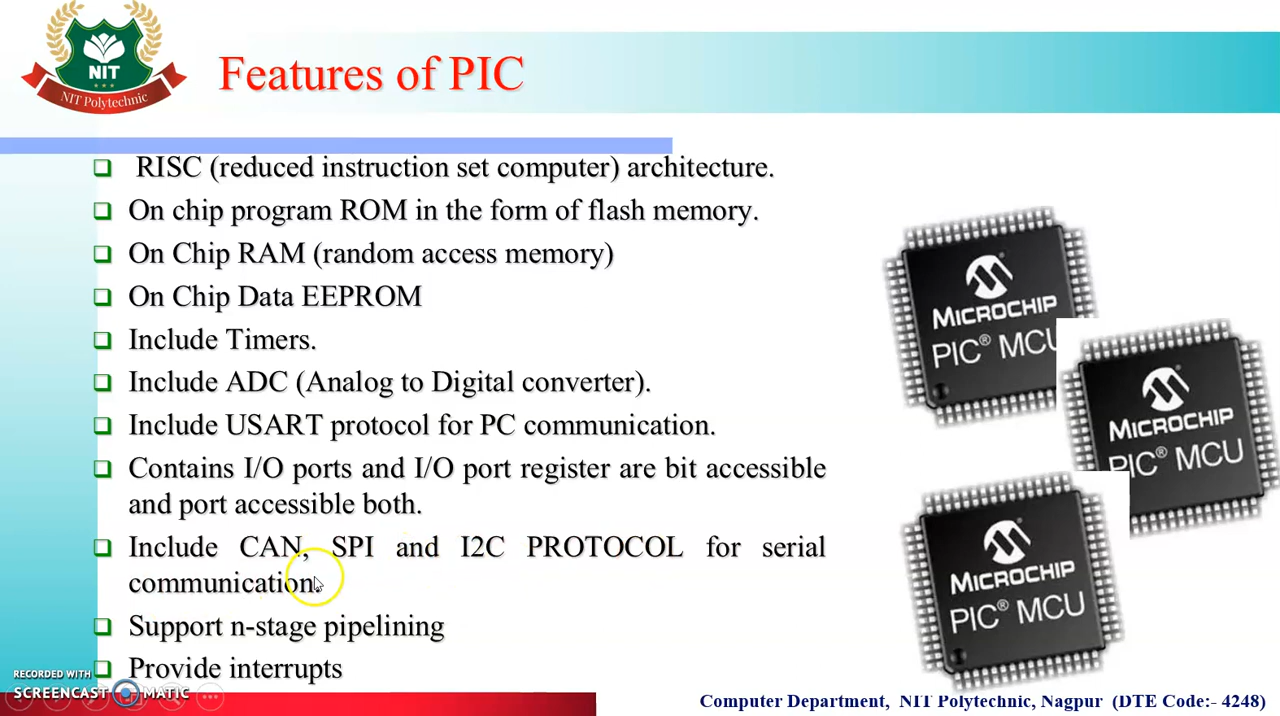 NIT
NIT Polytechnic
Features of PIC
RISC (reduced instruction set computer) architecture.
On chip program ROM in the form of flash memory.
On Chip RAM (random access memory)
On Chip Data EEPROM
Include Timers.
Include ADC (Analog to Digital converter).
Include USART protocol for PC communication.
Contains I/O ports and I/O port register are bit accessible
and port accessible both.
Include CAN, SPI and I2C PROTOCOL for serial
communication.
Support n-stage pipelining
Provide interrupts
MICROCHIP
PIC® MCU
MICROCHIP
PIC® MCU
MICROCHIP
PIC® MCU
RECORDED WITH
SCREENCAST MATIC
Computer Department, NIT Polytechnic, Nagpur (DTE Code:- 4248)